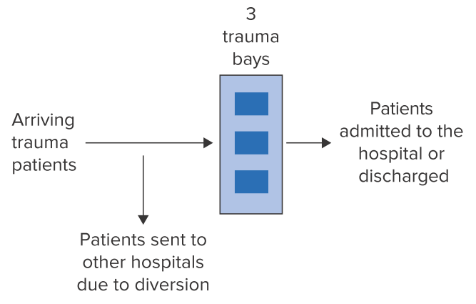 3
trauma
bays
Arriving
trauma
patients
Patients
admitted to the
hospital or
discharged
Patients sent to
other hospitals
due to diversion